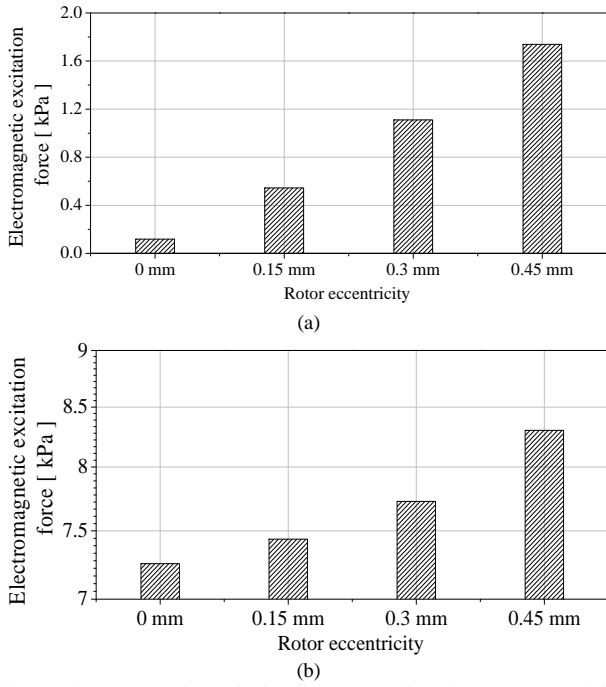 2.0
1.6
1.2
0.8
0.4
0.0
Electromagnetic excitation
force [ kPa ]
0 mm
0.15 mm
0.3 mm
0.45 mm
Rotor eccentricity
(a)
9
8.5
8
7.5
7
Electromagnetic excitation
force [ kPa ]
0 mm
0.15 mm
0.3 mm
0.45 mm
Rotor eccentricity
(b)